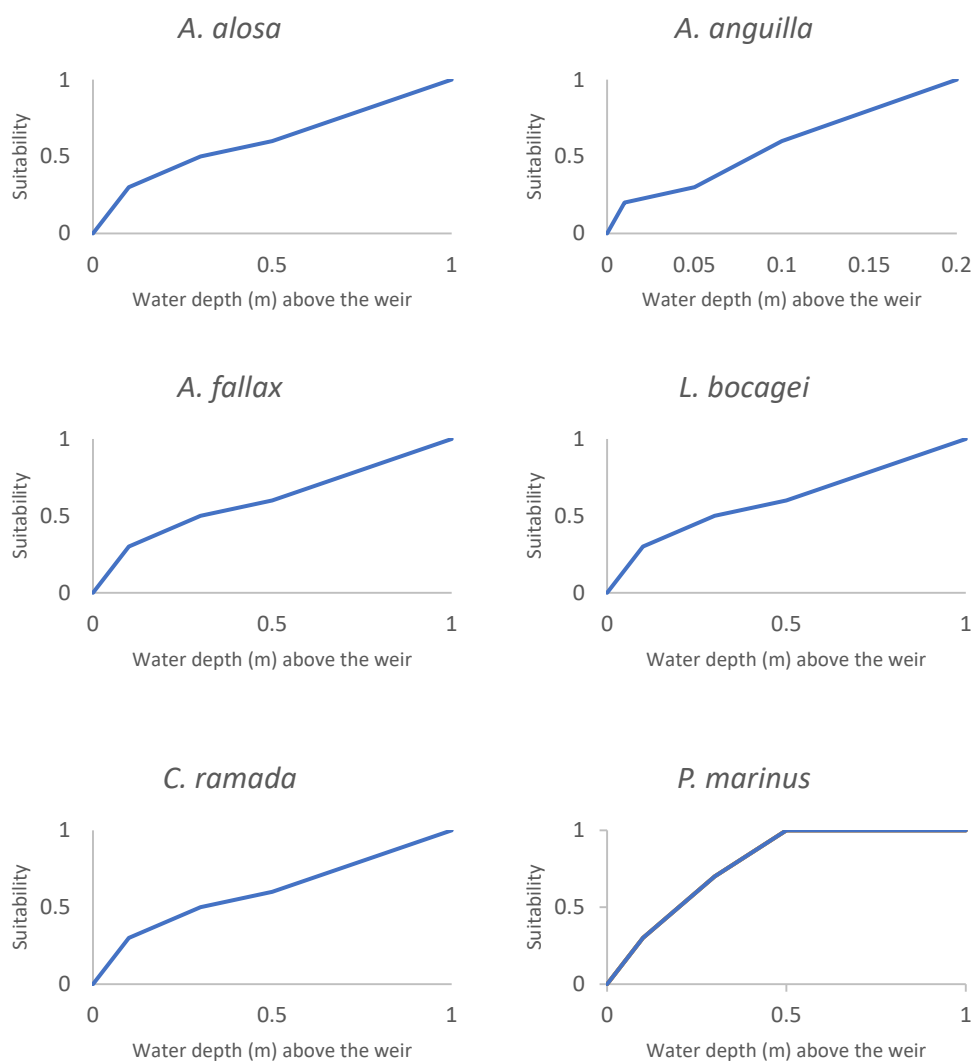 A. alosa
1
0.5
0
Suitability
0
0.5
1
Water depth (m) above the weir
A. anguilla
1
0.5
0
Suitability
0
0.05
0.1
0.15
0.2
Water depth (m) above the weir
A. fallax
1
0.5
0
Suitability
0
0.5
1
Water depth (m) above the weir
L. bocagei
1
0.5
0
Suitability
0
0.5
1
Water depth (m) above the weir
C. ramada
1
0.5
0
Suitability
0
0.5
1
Water depth (m) above the weir
P. marinus
1
0.5
0
Suitability
0
0.5
1
Water depth (m) above the weir